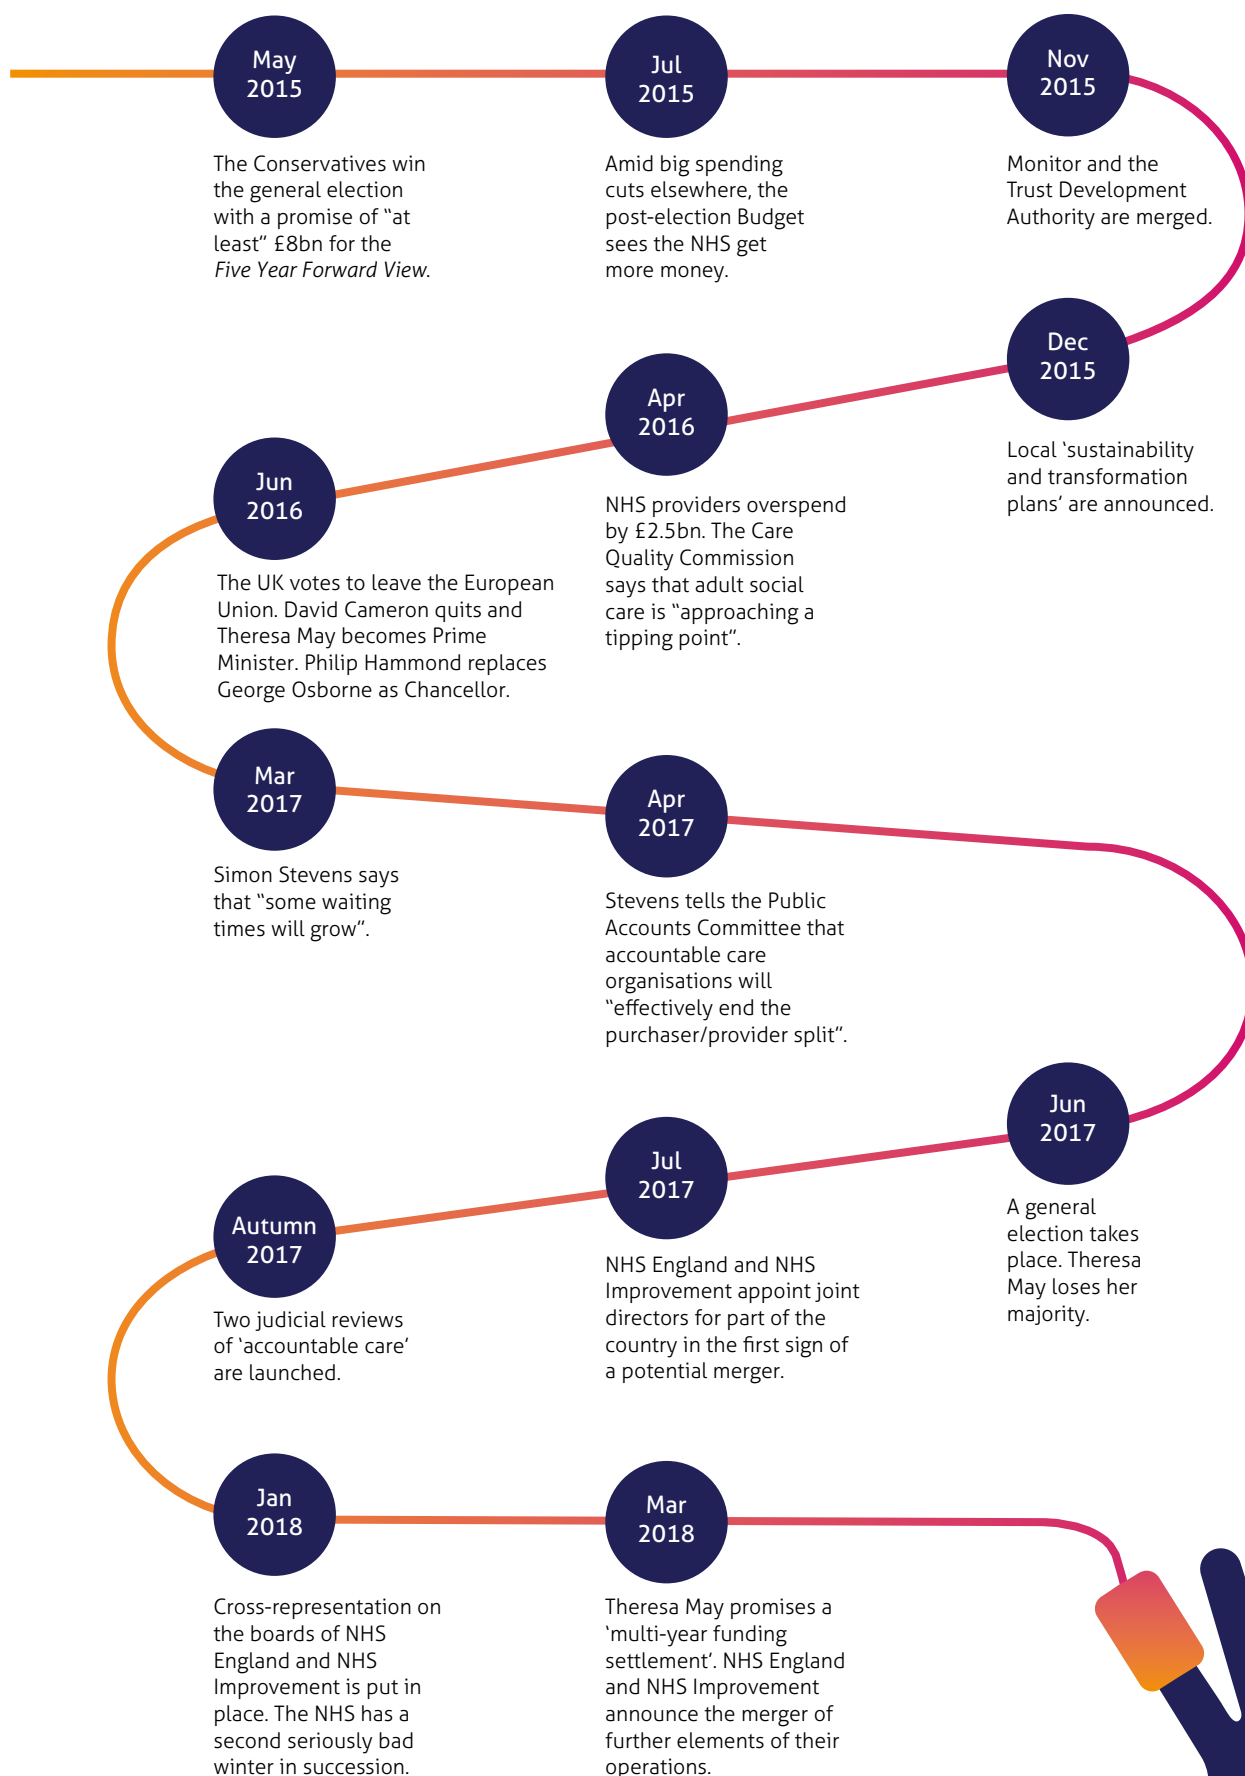 May
2015
The Conservatives win
the general election
with a promise of “at
least” £8bn for the
Five Year Forward View.
Jul
2015
Amid big spending
cuts elsewhere, the
post-election Budget
sees the NHS get
more money.
Nov
2015
Monitor and the
Trust Development
Authority are merged.
Dec
2015
Local ‘sustainability
and transformation
plans’ are announced.
Apr
2016
NHS providers overspend
by £2.5bn. The Care
Quality Commission
says that adult social
care is “approaching a
tipping point”.
Jun
2016
The UK votes to leave the European
Union. David Cameron quits and
Theresa May becomes Prime
Minister. Philip Hammond replaces
George Osborne as Chancellor.
Mar
2017
Simon Stevens says
that “some waiting
times will grow”.
Apr
2017
Stevens tells the Public
Accounts Committee that
accountable care
organisations will
“effectively end the
purchaser/provider split”.
Jun
2017
A general
election takes
place. Theresa
May loses her
majority.
Jul
2017
NHS England and NHS
Improvement appoint joint
directors for part of the
country in the first sign of
a potential merger.
Autumn
2017
Two judicial reviews
of ‘accountable care’
are launched.
Jan
2018
Cross-representation on
the boards of NHS
England and NHS
Improvement is put in
place. The NHS has a
second seriously bad
winter in succession.
Mar
2018
Theresa May promises a
‘multi-year funding
settlement’. NHS England
and NHS Improvement
announce the merger of
further elements of their
operations.